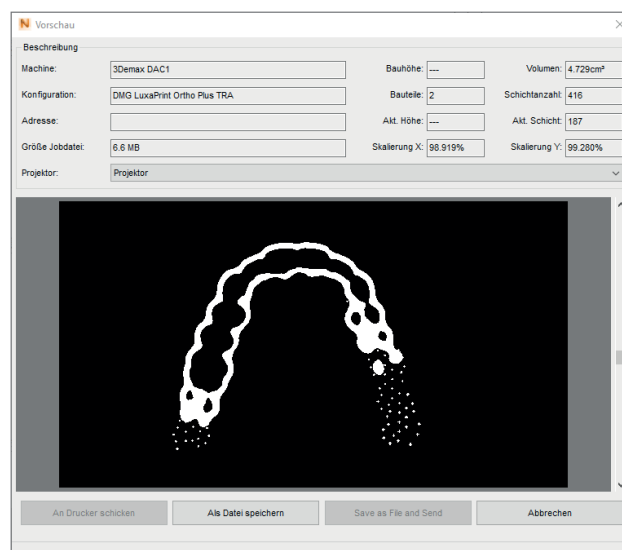 Vorschau
Beschreibung
Machine: 3Demax DAC1 Bauhöhe: --- Volumen: 4.729cm³
Konfiguration: DMG LuxaPrint Ortho Plus TRA Bauteile: 2 Schichtanzahl: 416
Adresse: Akt. Höhe: --- Akt. Schicht: 187
Größe Jobdatei: 6.6 MB Skalierung X: 98.919% Skalierung Y: 99.280%
Projektor: Projektor
An Drucker schicken Als Datei speichern Save as File and Send Abbrechen